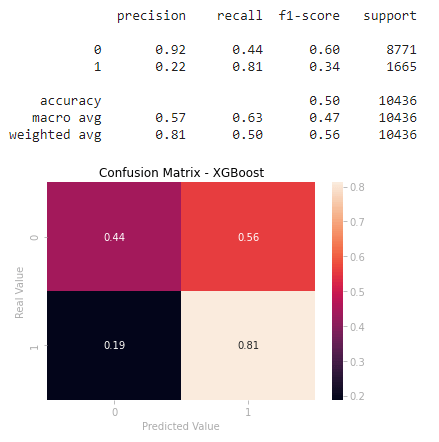 precision recall f1-score support
0 0.92 0.44 0.60 8771
1 0.22 0.81 0.34 1665
accuracy 0.50 10436
macro avg 0.57 0.63 0.47 10436
weighted avg 0.81 0.50 0.56 10436
Confusion Matrix - XGBoost
0.8
0.7
0 0.44 0.56
0.6
Real Value
0.5
0.4
1 0.19 0.81
0.3
0.2
0 1
Predicted Value